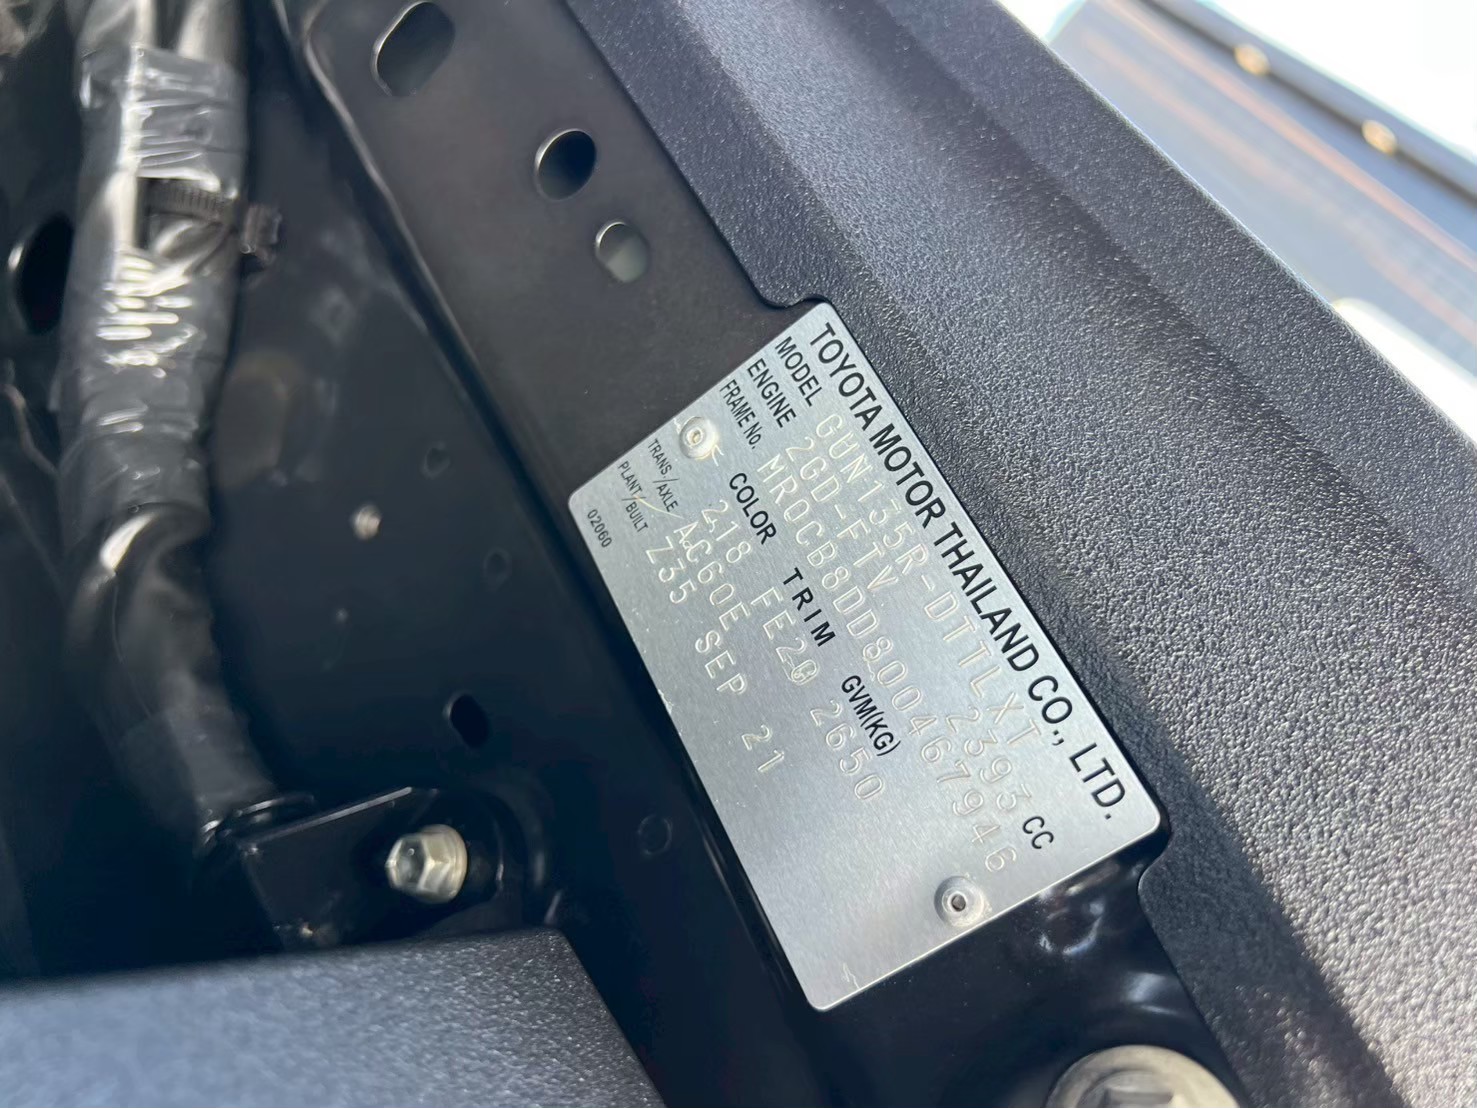 TOYOTA MOTOR THAILAND CO., LTD.
MODEL GUN135R-DTTLXT
ENGINE 2GD-FTV 2393 CC
FRAME No. MR0CB8DD800467946
COLOR TRIM GVM(KG)
218 FE20 2650
TRANS./AXLE / AC60E
PLANT/BUILT Z35 SEP 21
02060